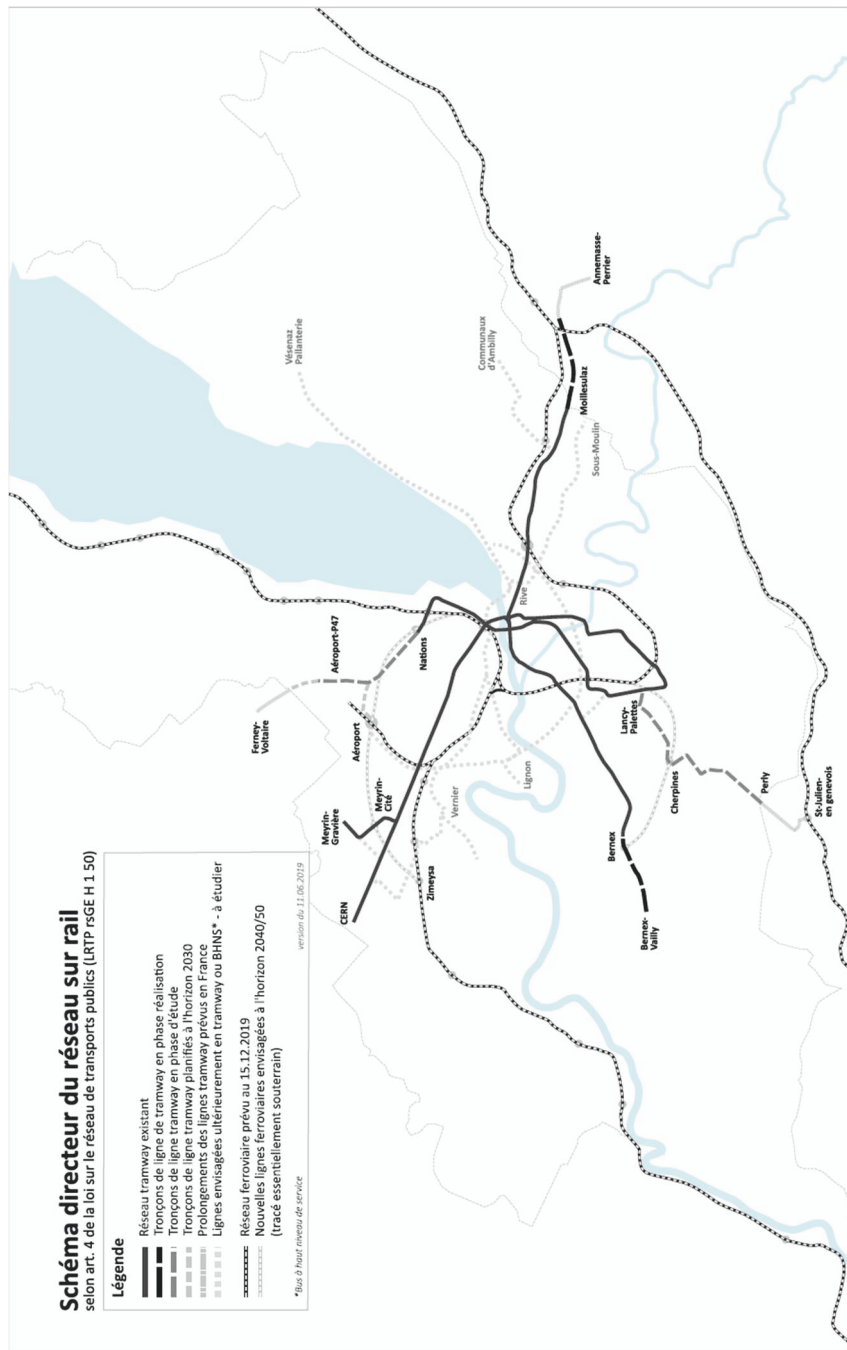 Schéma directeur du réseau sur rail
selon art. 4 de la loi sur le réseau de transports publics (LRTP rsGE H 1 50)
Légende
Réseau tramway existant
Tronçons de ligne de tramway en phase réalisation
Tronçons de ligne tramway en phase d'étude
Tronçons de ligne tramway planifiés à l'horizon 2030
Prolongements des lignes tramway prévus en France
Lignes envisagées ultérieurement en tramway ou BHNS* - à étudier
Réseau ferroviaire prévu au 15.12.2019
Nouvelles lignes ferroviaires envisagées à l'horizon 2040/50
(tracé essentiellement souterrain)
*Bus à haut niveau de service
version du 11.06.2019
Ferney-
Voltaire
Vésenaz
Pallanterie
Aéroport-P47
Meyrin-
Gravière
Aéroport
CERN
Meyrin-
Cité
Nations
Zimeysa
Vernier
Communaux
d'Ambilly
Lignon
Rive
Moillesulaz
Annemasse-
Perrier
Sous-Moulin
Bernex
Bernex-
Vailly
Lancy-
Palettes
Cherpines
Perly
St-Julien-
en genevois